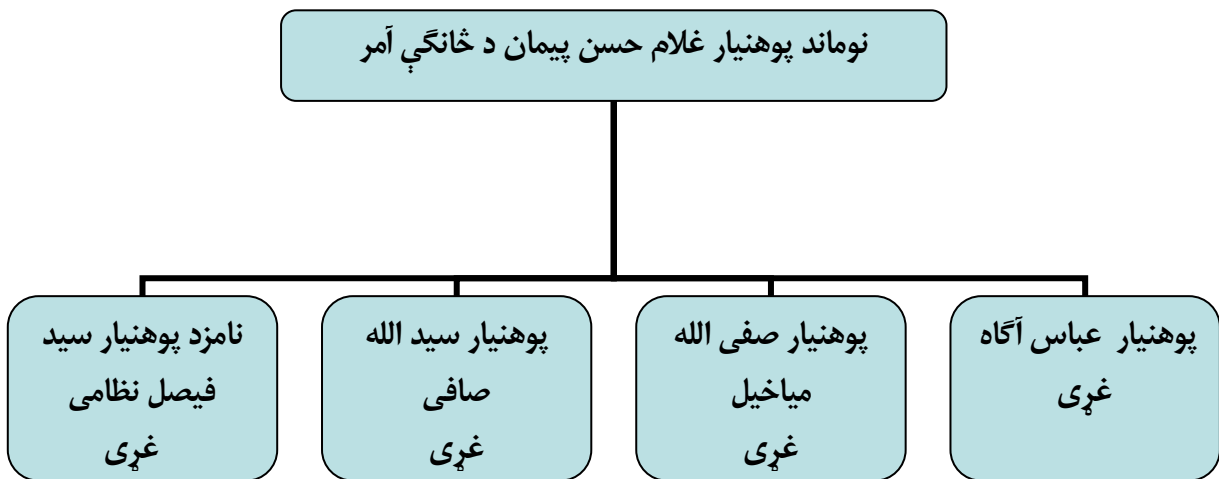 نوماند پوهنیار غلام حسن پیمان د څانګې آمر
پوهنیار عباس آگاه
غړی
پوهنیار صفی الله
میاخیل
غړی
پوهنیار سید الله
صافی
غړی
نامزد پوهنیار سید
فیصل نظامی
غړی